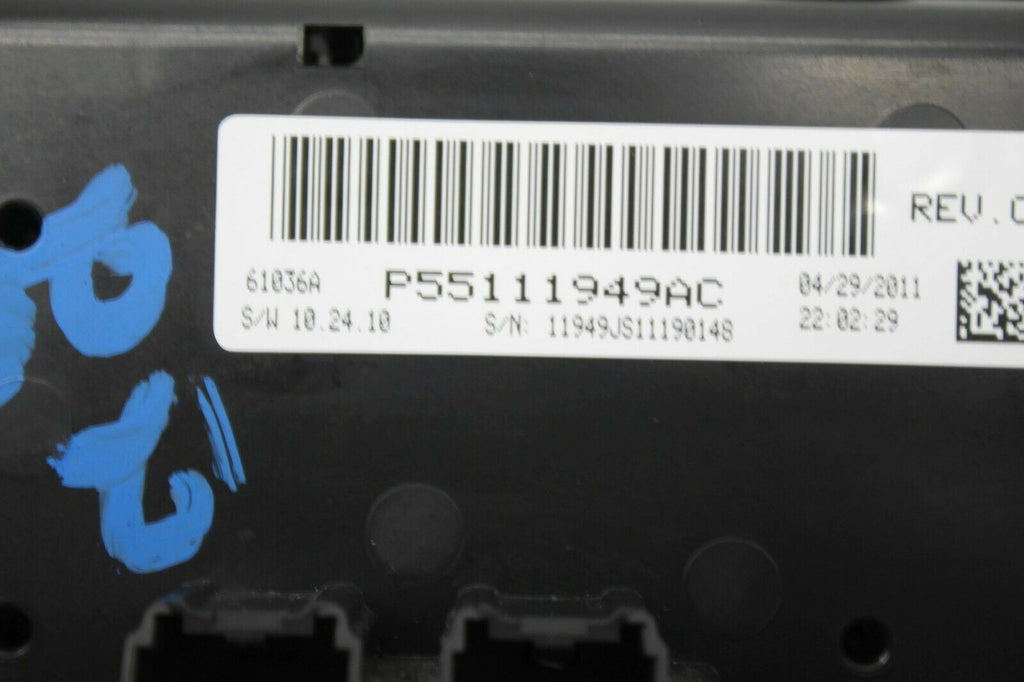 REV.
61036A P55111949AC 04/29/2011
S/W 10.24.10 S/N: 11949JS11190148 22:02:29